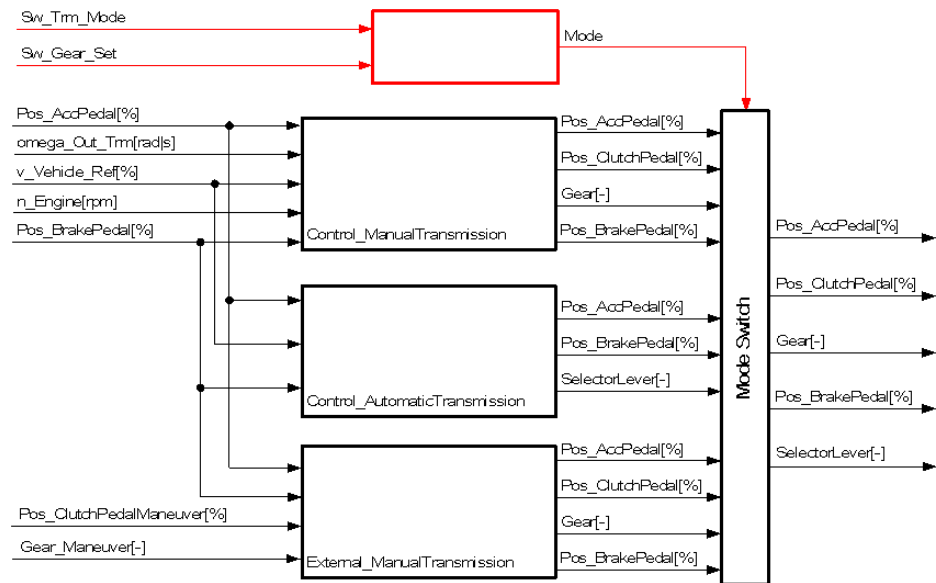 Sw_Trm_Mode
Mode
Sw_Gear_Set
Pos_AccPedal[%]
omega_Out_Trm[rad|s]
v_Vehicle_Ref[%]
n_Engine[rpm]
Pos_BrakePedal[%]
Control_ManualTransmission
Pos_AccPedal[%]
Pos_ClutchPedal[%]
Gear[-]
Pos_BrakePedal[%]
Control_AutomaticTransmission
Pos_AccPedal[%]
Pos_BrakePedal[%]
SelectorLever[-]
Pos_ClutchPedalManeuver[%]
Gear_Maneuver[-]
External_ManualTransmission
Pos_AccPedal[%]
Pos_ClutchPedal[%]
Gear[-]
Pos_BrakePedal[%]
Mode Switch
Pos_AccPedal[%]
Pos_ClutchPedal[%]
Gear[-]
Pos_BrakePedal[%]
SelectorLever[-]